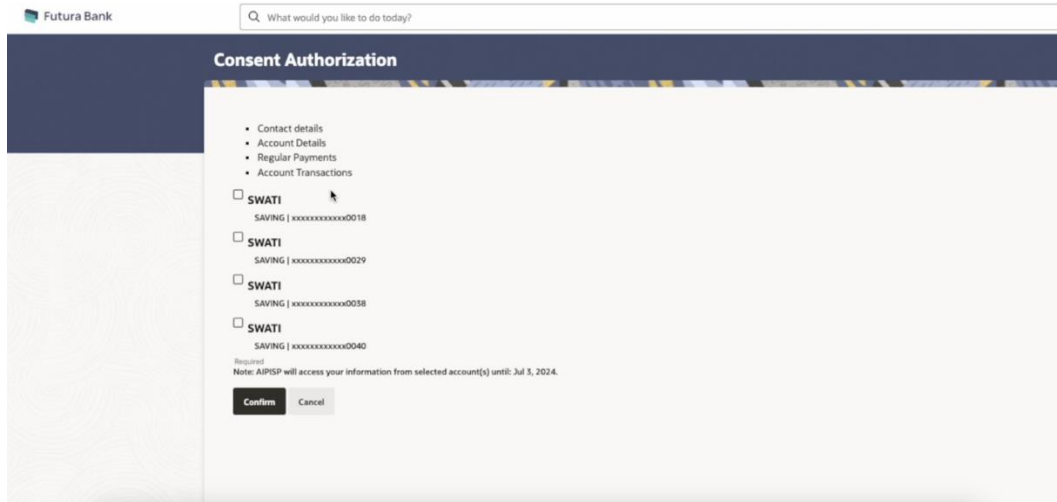 Futura Bank
What would you like to do today?
Consent Authorization
Contact details
Account Details
Regular Payments
Account Transactions
SWATI
SAVING | xxxxxxxxxxxx0018
SWATI
SAVING | xxxxxxxxxxxx0029
SWATI
SAVING | xxxxxxxxxxxx0038
SWATI
SAVING | xxxxxxxxxxxx0040
Required
Note: AIPISP will access your information from selected account(s) until: Jul 3, 2024.
Confirm Cancel